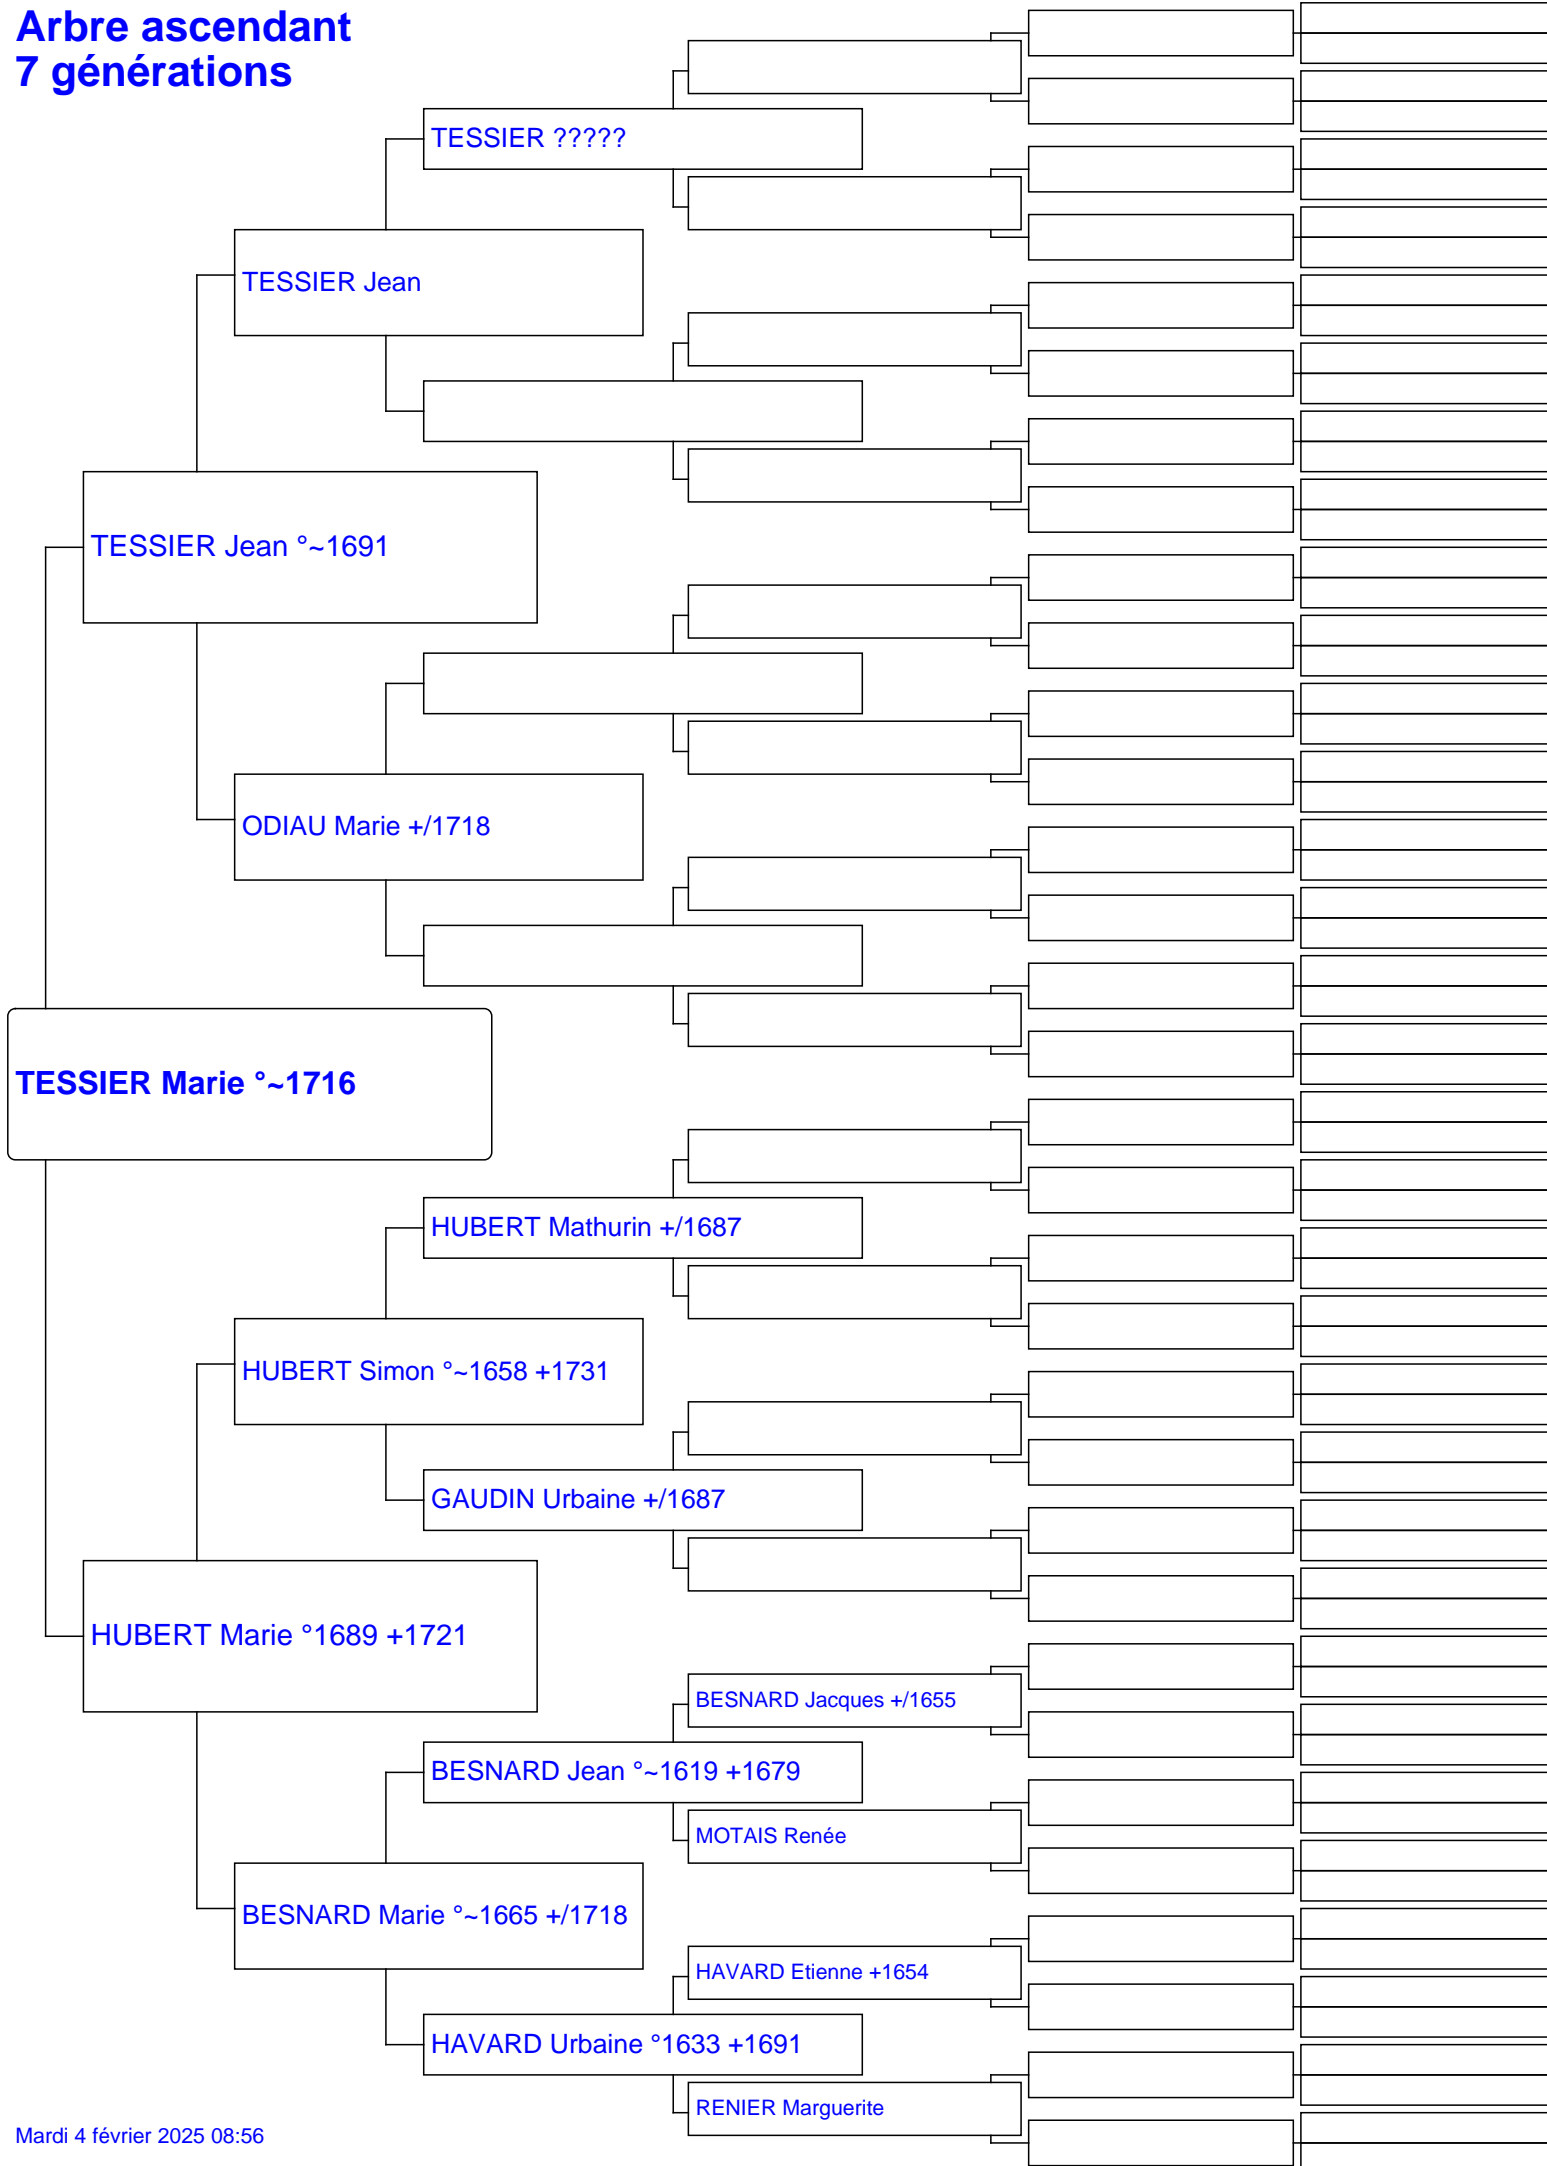 Arbre ascendant
7 générations
TESSIER ?????
TESSIER Jean
TESSIER Jean °~1691
ODIAU Marie +/1718
TESSIER Marie °~1716
HUBERT Mathurin +/1687
HUBERT Simon °~1658 +1731
GAUDIN Urbaine +/1687
HUBERT Marie °1689 +1721
BESNARD Jacques +/1655
BESNARD Jean °~1619 +1679
MOTAIS Renée
BESNARD Marie °~1665 +/1718
HAVARD Etienne +1654
HAVARD Urbaine °1633 +1691
RENIER Marguerite
Mardi 4 février 2025 08:56